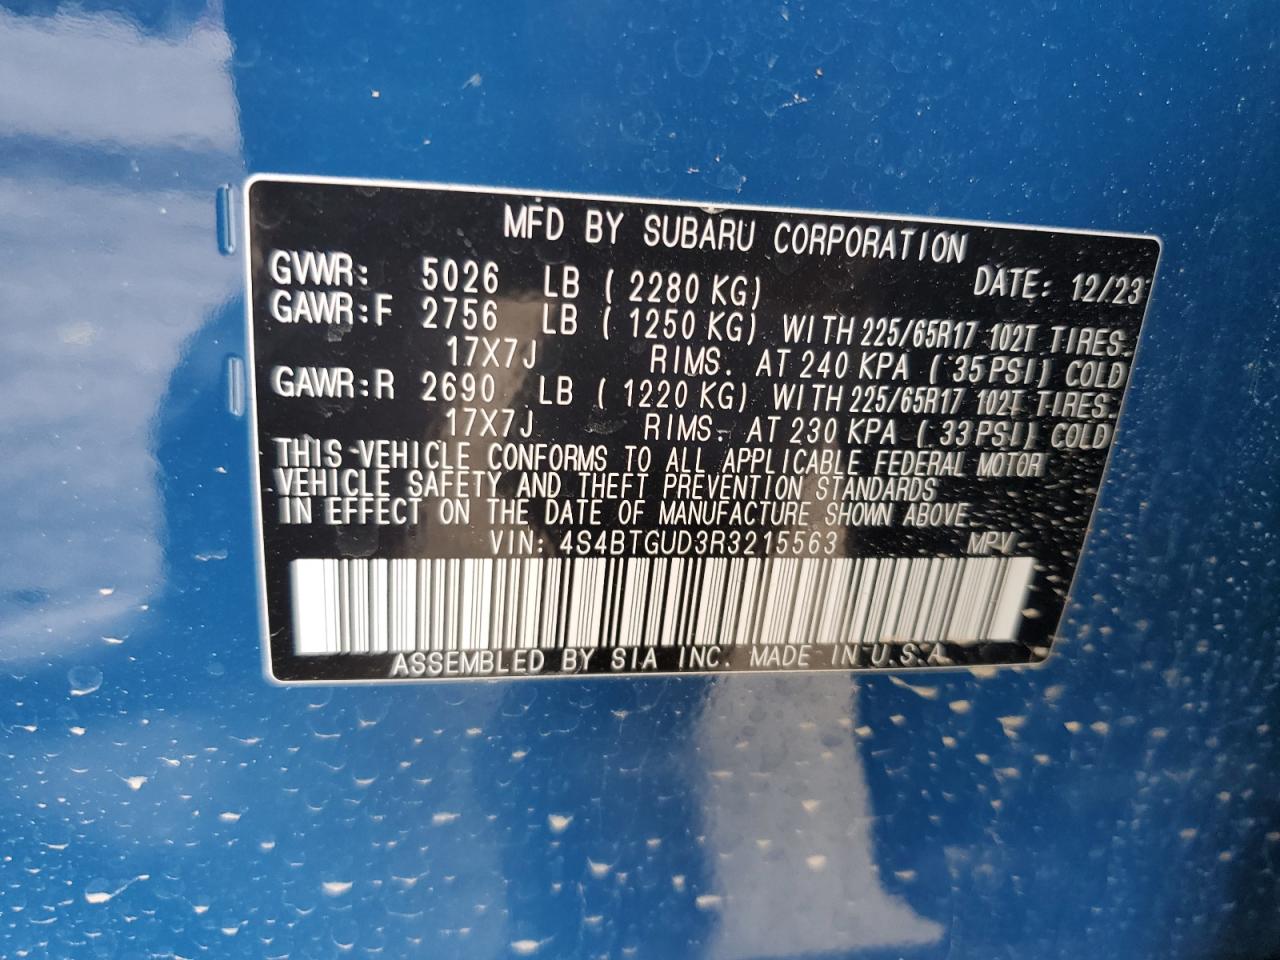 MFD BY SUBARU CORPORATION
GVWR: 5026 LB ( 2280 KG) DATE: 12/23
GAWR:F 2756 LB ( 1250 KG) WITH 225/65R17 102T TIRES.
17X7J RIMS. AT 240 KPA ( 35 PSI) COLD
GAWR:R 2690 LB ( 1220 KG) WITH 225/65R17 102T TIRES.
17X7J RIMS. AT 230 KPA ( 33 PSI) COLD
THIS VEHICLE CONFORMS TO ALL APPLICABLE FEDERAL MOTOR
VEHICLE SAFETY AND THEFT PREVENTION STANDARDS
IN EFFECT ON THE DATE OF MANUFACTURE SHOWN ABOVE
VIN: 4S4BTGUD3R3215563 MPV
ASSEMBLED BY SIA INC. MADE IN U.S.A.